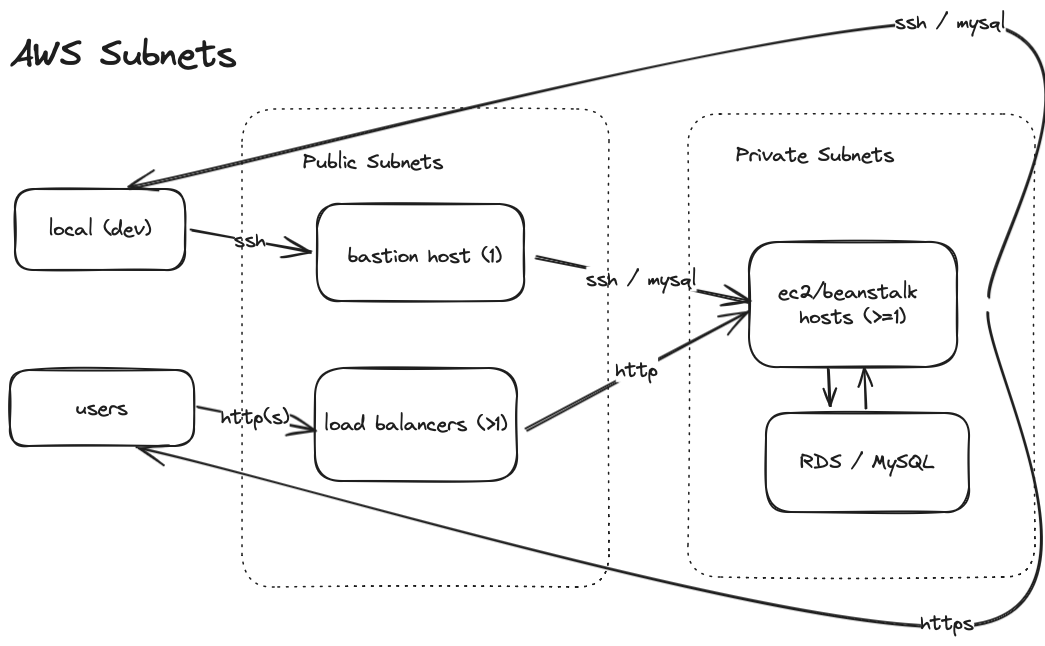 AWS Subnets
ssh / mysql
Public Subnets
Private Subnets
local (dev)
ssh
bastion host (1)
ssh / mysql
ec2/beanstalk
hosts (>=1)
http
users
http(s)
load balancers (>1)
RDS / MySQL
https